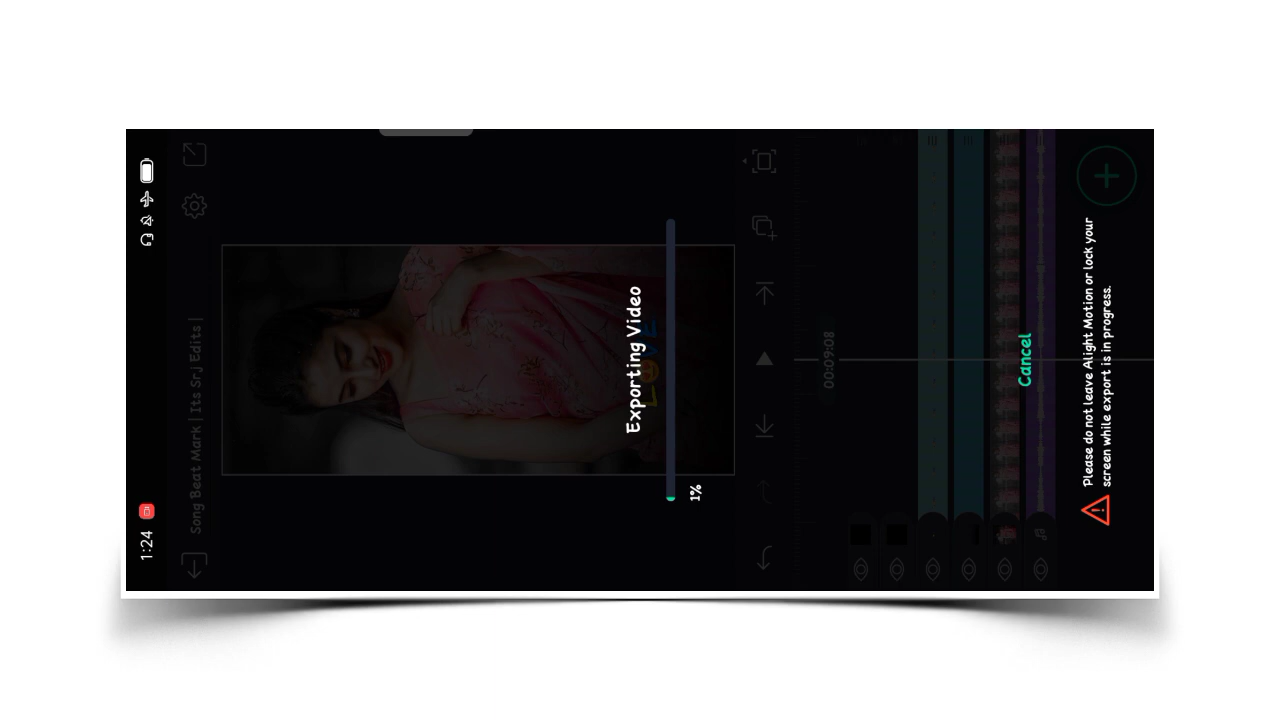 1:24
Song Beat Mark | Its Srj Edits |
LOVE
Exporting Video
1%
00:09:08
Cancel
Please do not leave Alight Motion or lock your
screen while export is in progress.